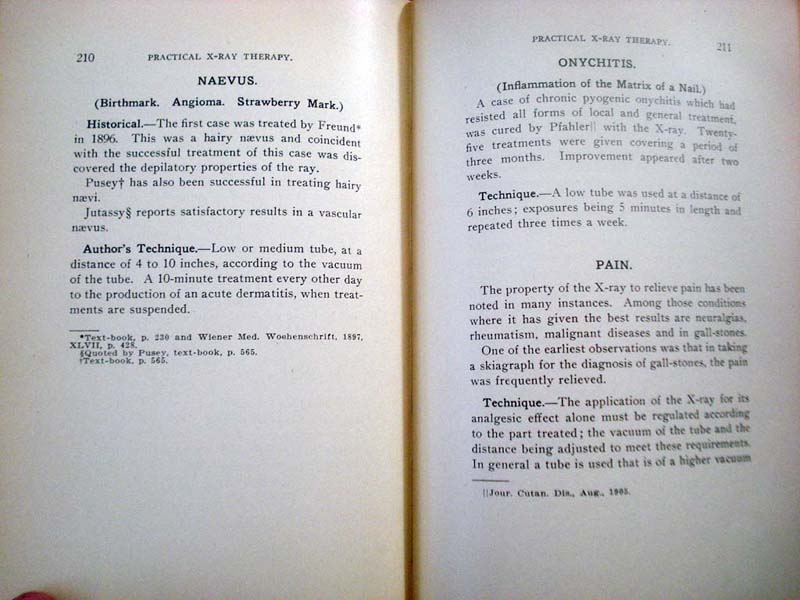 210 PRACTICAL X-RAY THERAPY.
NAEVUS.
(Birthmark. Angioma. Strawberry Mark.)
Historical.—The first case was treated by Freund*
in 1896. This was a hairy nævus and coincident
with the successful treatment of this case was dis-
covered the depilatory properties of the ray.
Pusey† has also been successful in treating hairy
nævi.
Jutassy§ reports satisfactory results in a vascular
nævus.
Author's Technique.—Low or medium tube, at a
distance of 4 to 10 inches, according to the vacuum
of the tube. A 10-minute treatment every other day
to the production of an acute dermatitis, when treat-
ments are suspended.
*Text-book, p. 230 and Wiener Med. Woehenschrift, 1897,
XLVII, p. 428.
§Quoted by Pusey, text-book, p. 565.
†Text-book, p. 565.
PRACTICAL X-RAY THERAPY. 211
ONYCHITIS.
(Inflammation of the Matrix of a Nail.)
A case of chronic pyogenic onychitis which had
resisted all forms of local and general treatment,
was cured by Pfahler|| with the X-ray. Twenty-
five treatments were given covering a period of
three months. Improvement appeared after two
weeks.
Technique.—A low tube was used at a distance of
6 inches; exposures being 5 minutes in length and
repeated three times a week.
PAIN.
The property of the X-ray to relieve pain has been
noted in many instances. Among those conditions
where it has given the best results are neuralgias,
rheumatism, malignant diseases and in gall-stones.
One of the earliest observations was that in taking
a skiagraph for the diagnosis of gall-stones, the pain
was frequently relieved.
Technique.—The application of the X-ray for its
analgesic effect alone must be regulated according
to the part treated; the vacuum of the tube and the
distance being adjusted to meet these requirements.
In general a tube is used that is of a higher vacuum
||Jour. Cutan. Dis., Aug., 1905.